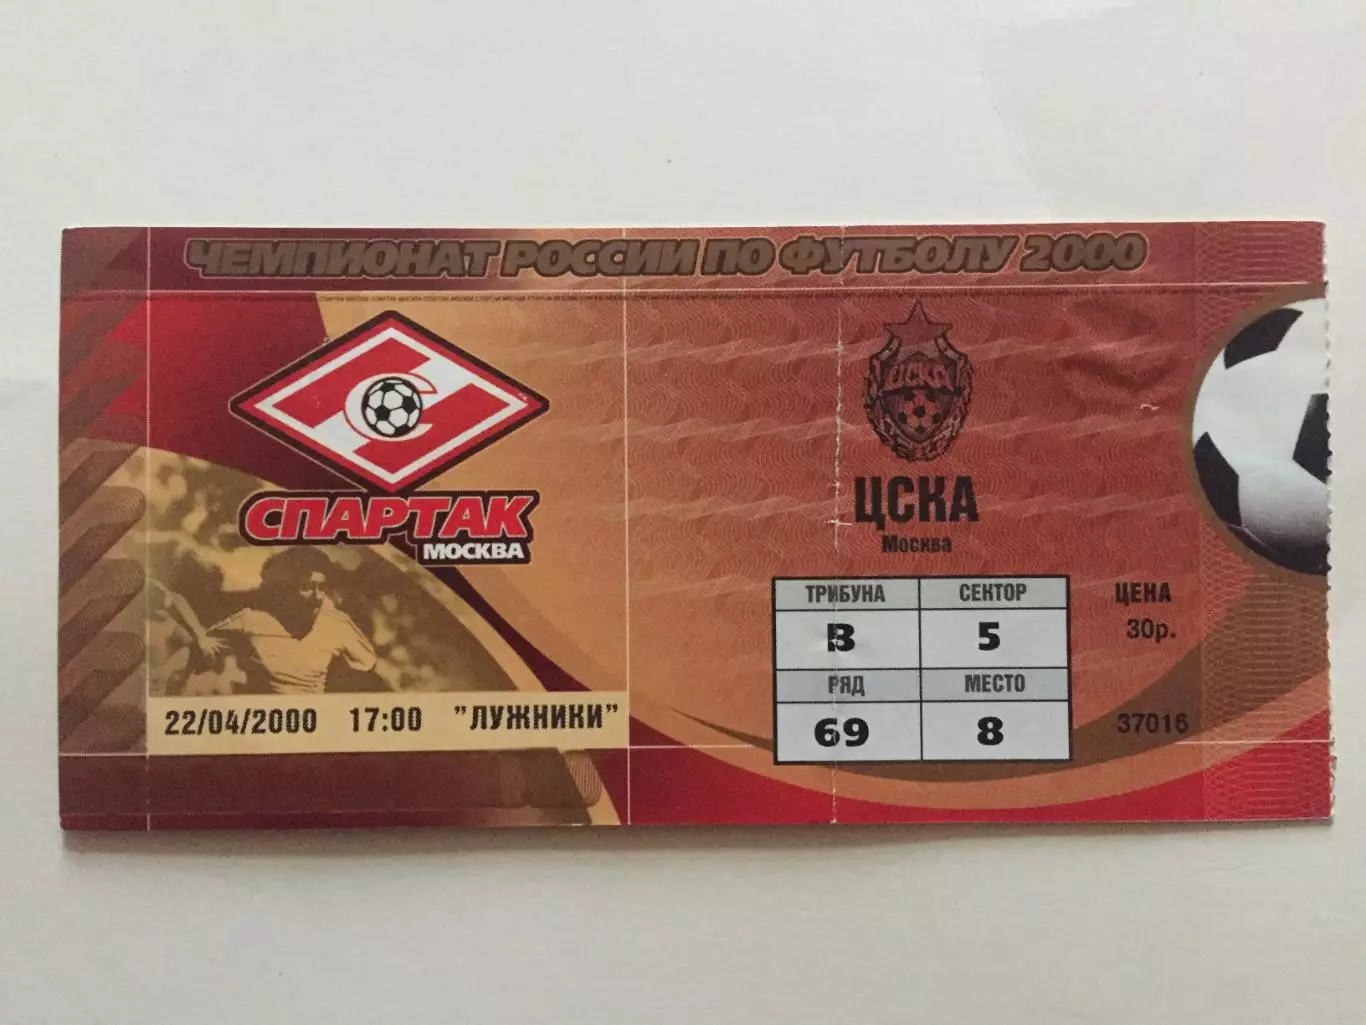 ЧЕМПИОНАТ РОССИИ ПО ФУТБОЛУ 2000
С
СПАРТАК
МОСКВА
ЦСКА
ЦСКА
Москва
ТРИБУНА СЕКТОР ЦЕНА
В 5 30р.
РЯД МЕСТО
69 8 37016
22/04/2000 17:00 "ЛУЖНИКИ"